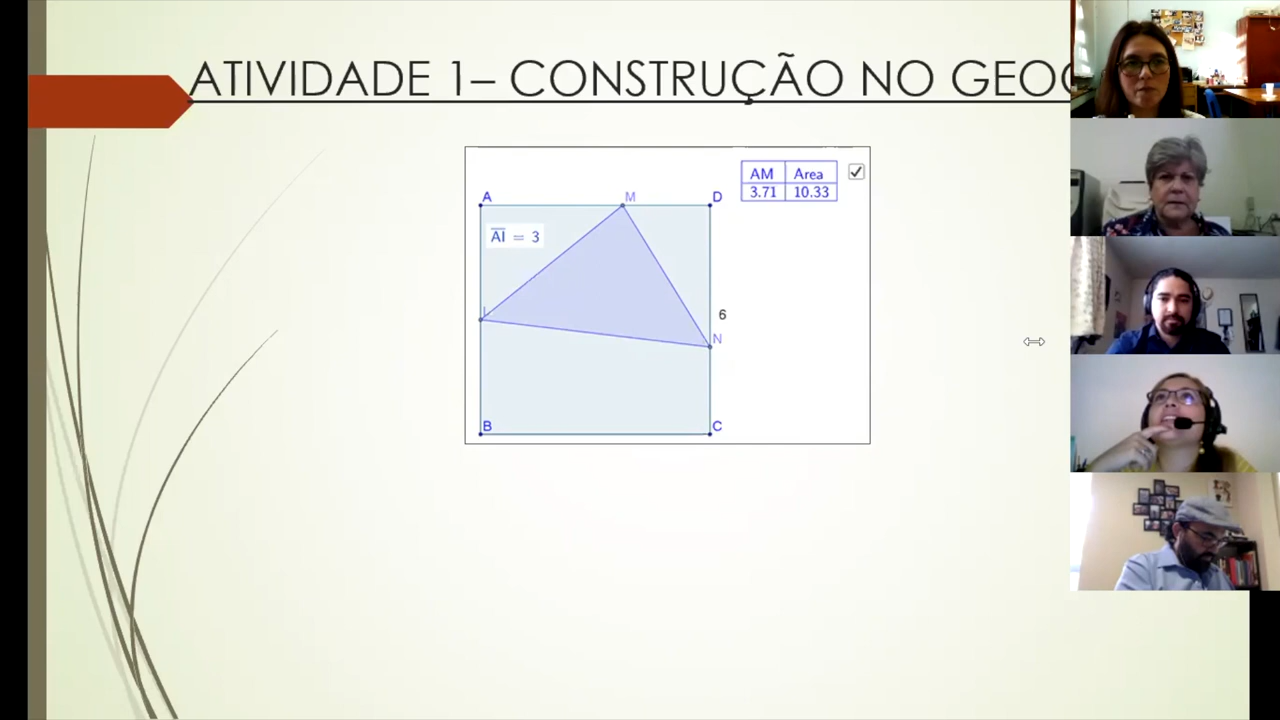 ATIVIDADE 1– CONSTRUÇÃO NO GEOG
AM Area
3.71 10.33
A M D
AI = 3
I
6
N
B C